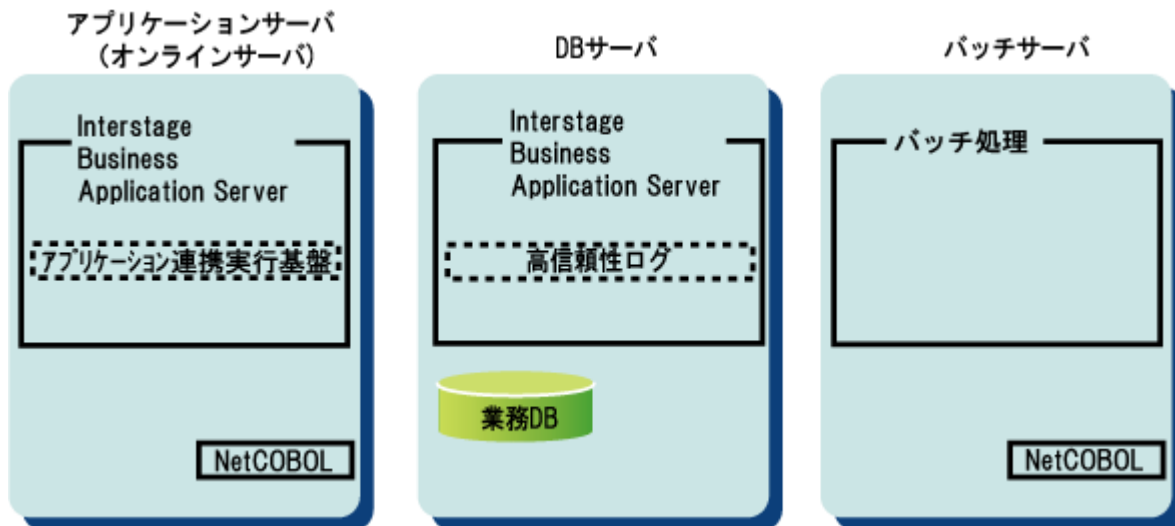 アプリケーションサーバ
(オンラインサーバ)
Interstage
Business
Application Server
アプリケーション連携実行基盤
NetCOBOL
DBサーバ
Interstage
Business
Application Server
高信頼性ログ
業務DB
バッチサーバ
バッチ処理
NetCOBOL